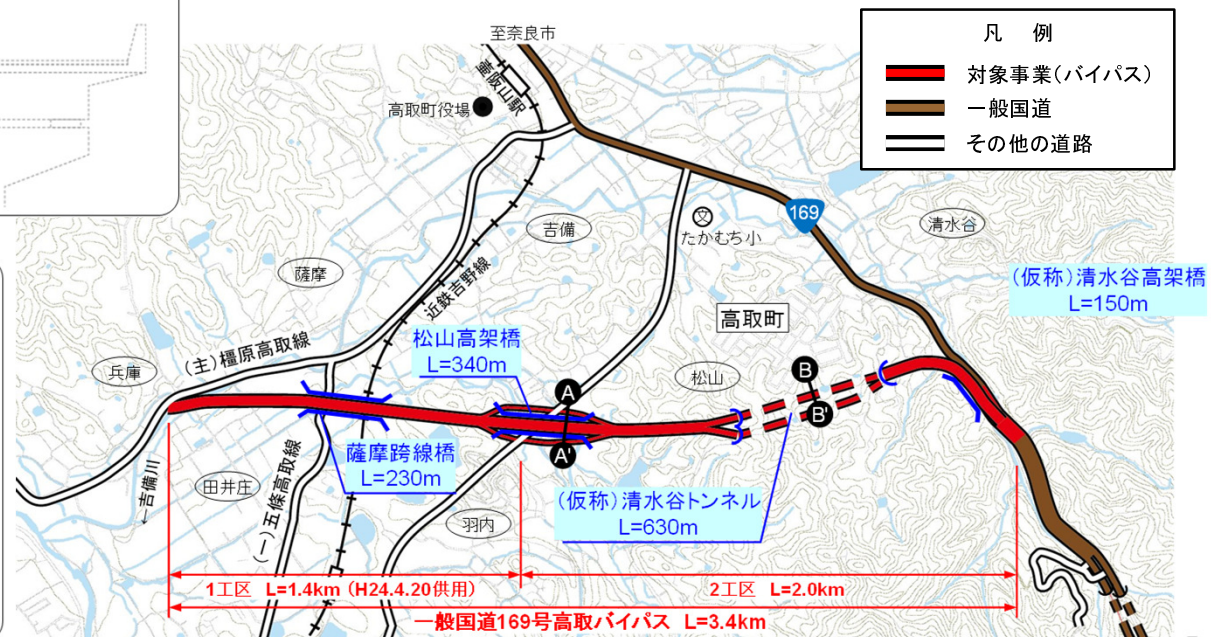 至奈良市
凡 例
対象事業(バイパス)
一般国道
その他の道路
壺阪山駅
高取町役場
169
文
たかむち小
清水谷
吉備
薩摩
近鉄吉野線
(仮称)清水谷高架橋
L=150m
高取町
松山高架橋
L=340m
(主)橿原高取線
兵庫
松山
A
B
B'
A'
薩摩跨線橋
L=230m
田井庄
←吉備川
(一)五條高取線
羽内
(仮称)清水谷トンネル
L=630m
1工区 L=1.4km (H24.4.20供用)
2工区 L=2.0km
一般国道169号高取バイパス L=3.4km